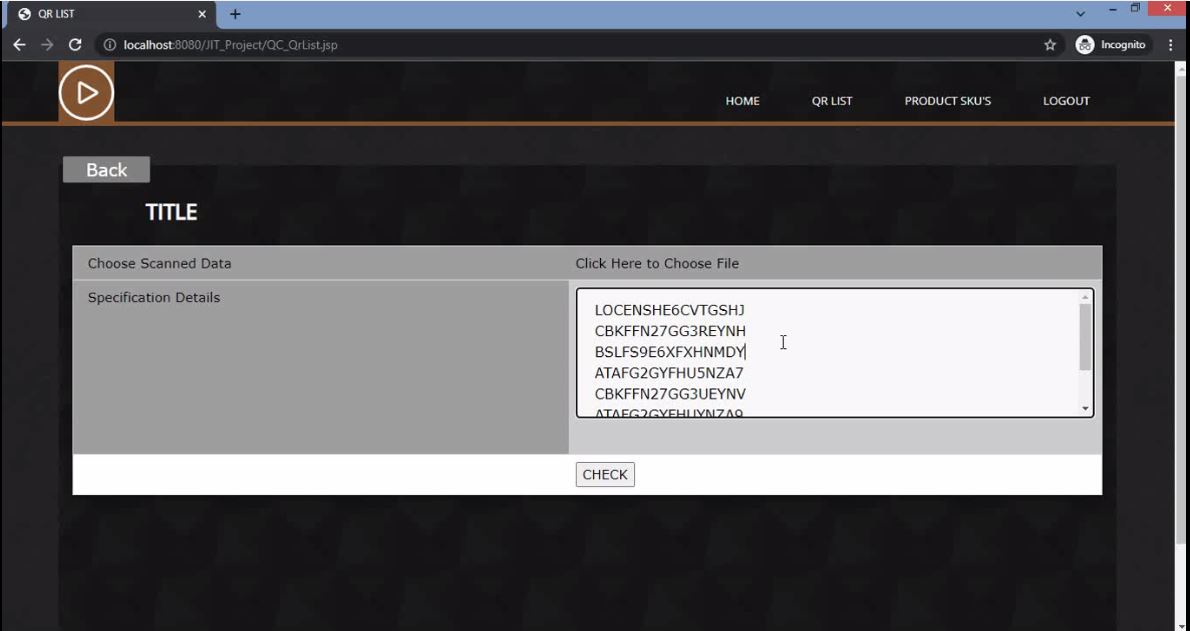 QR LIST
localhost:8080/JIT_Project/QC_QrList.jsp
Incognito
HOME QR LIST PRODUCT SKU'S LOGOUT
Back
TITLE
Choose Scanned Data Click Here to Choose File
Specification Details
LOCENSHE6CVTGSHJ
CBKFFN27GG3REYNH
BSLFS9E6XFXHNMDY
ATAFG2GYFHU5NZA7
CBKFFN27GG3UEYNV
ATAFG2GYFHUYNZA9
CHECK